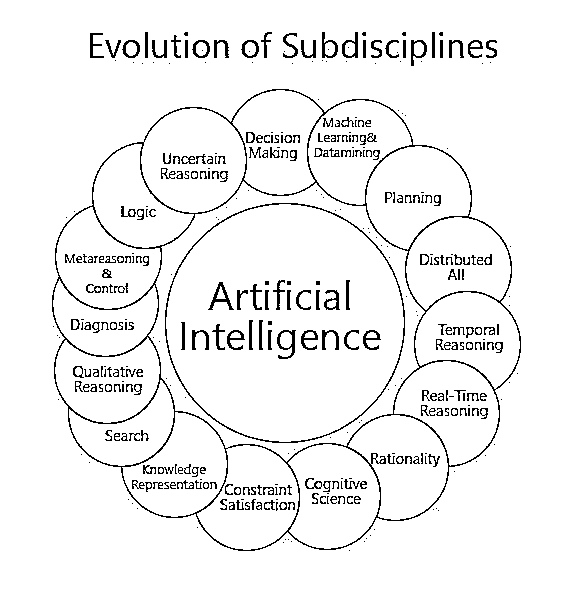 Evolution of Subdisciplines
Decision
Making
Machine
Learning&
Datamining
Planning
Distributed
All
Temporal
Reasoning
Real-Time
Reasoning
Rationality
Cognitive
Science
Constraint
Satisfaction
Knowledge
Representation
Search
Qualitative
Reasoning
Diagnosis
Metareasoning
&
Control
Logic
Uncertain
Reasoning
Artificial
Intelligence